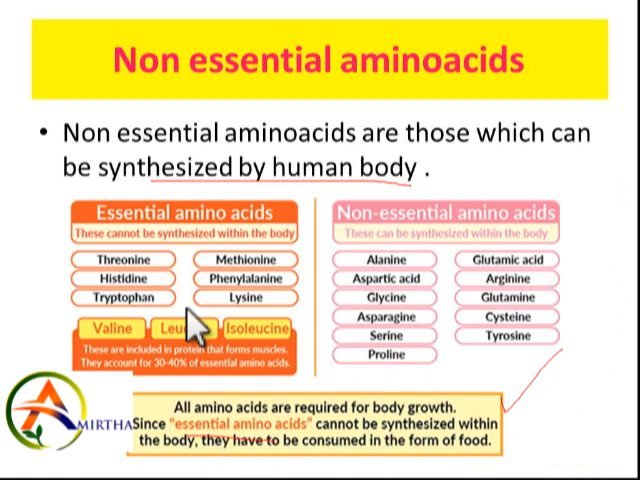 Non essential aminoacids
• Non essential aminoacids are those which can
be synthesized by human body .
Essential amino acids
These cannot be synthesized within the body
Threonine
Methionine
Histidine
Phenylalanine
Tryptophan
Lysine
Valine
Isoleucine
These are included in protein that forms muscles.
They account for 30-40% of essential amino acids.
Non-essential amino acids
These can be synthesized within the body
Alanine
Glutamic acid
Aspartic acid
Arginine
Glycine
Glutamine
Asparagine
Cysteine
Serine
Tyrosine
Proline
All amino acids are required for body growth.
Since "essential amino acids" cannot be synthesized within
the body, they have to be consumed in the form of food.
AMIRTHA